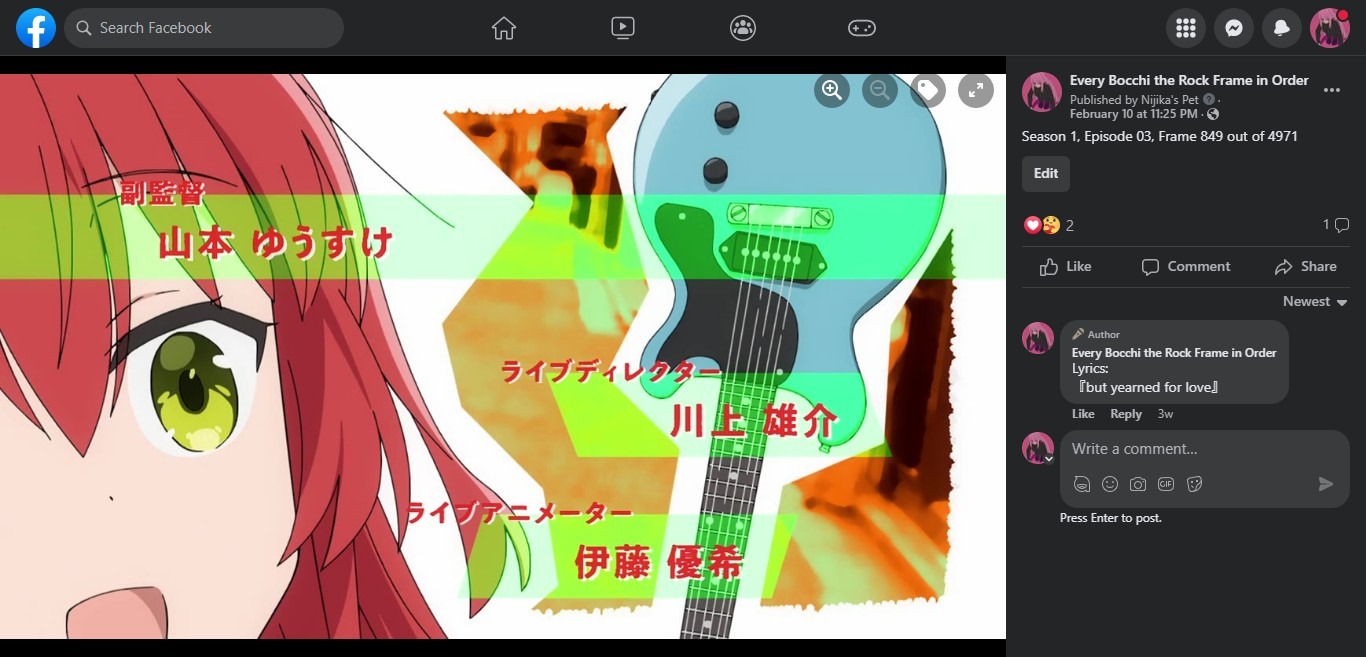 Search Facebook
副監督
山本 ゆうすけ
ライブディレクター
川上 雄介
ライブアニメーター
伊藤 優希
Every Bocchi the Rock Frame in Order
Published by Nijika's Pet
February 10 at 11:25 PM ·
Season 1, Episode 03, Frame 849 out of 4971
Edit
2
1
Like
Comment
Share
Newest
Author
Every Bocchi the Rock Frame in Order
Lyrics:
『but yearned for love』
Like Reply 3w
Write a comment...
GIF
Press Enter to post.